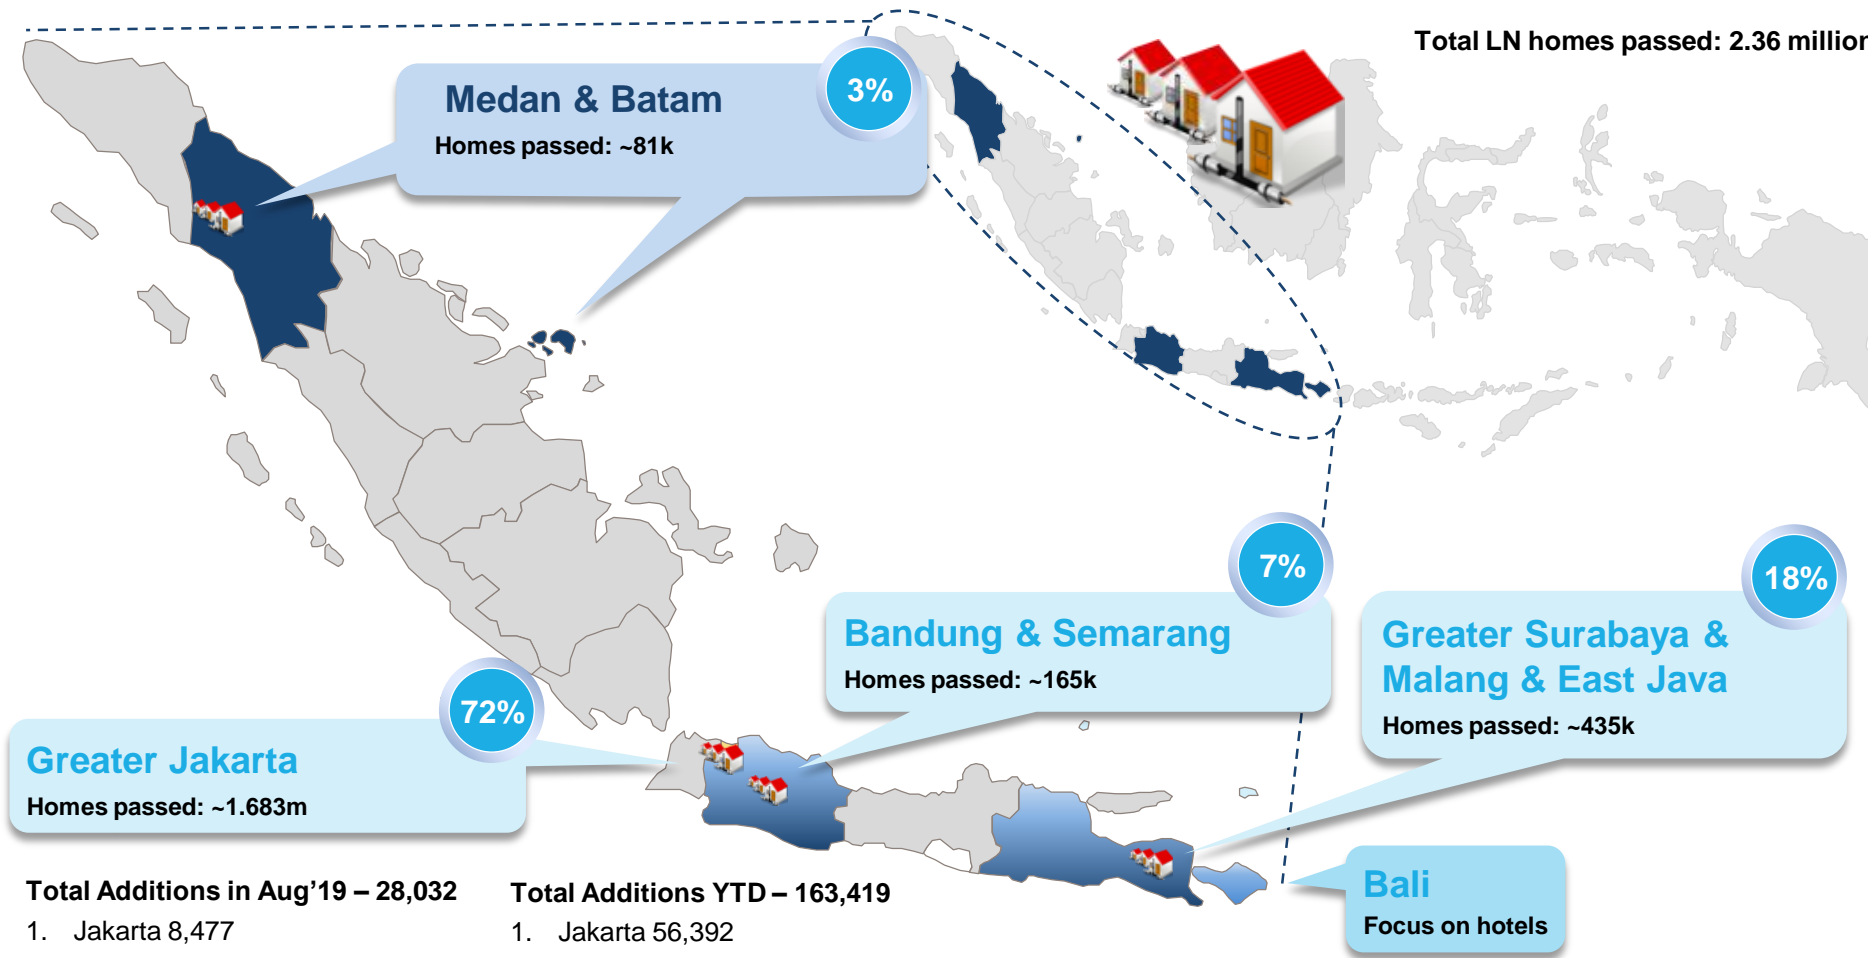 Total LN homes passed: 2.36 million
Medan & Batam
Homes passed: ~81k
3%
Bandung & Semarang
Homes passed: ~165k
7%
Greater Surabaya &
Malang & East Java
Homes passed: ~435k
18%
Greater Jakarta
Homes passed: ~1.683m
72%
Bali
Focus on hotels
Total Additions in Aug'19 – 28,032
1. Jakarta 8,477
Total Additions YTD – 163,419
1. Jakarta 56,392